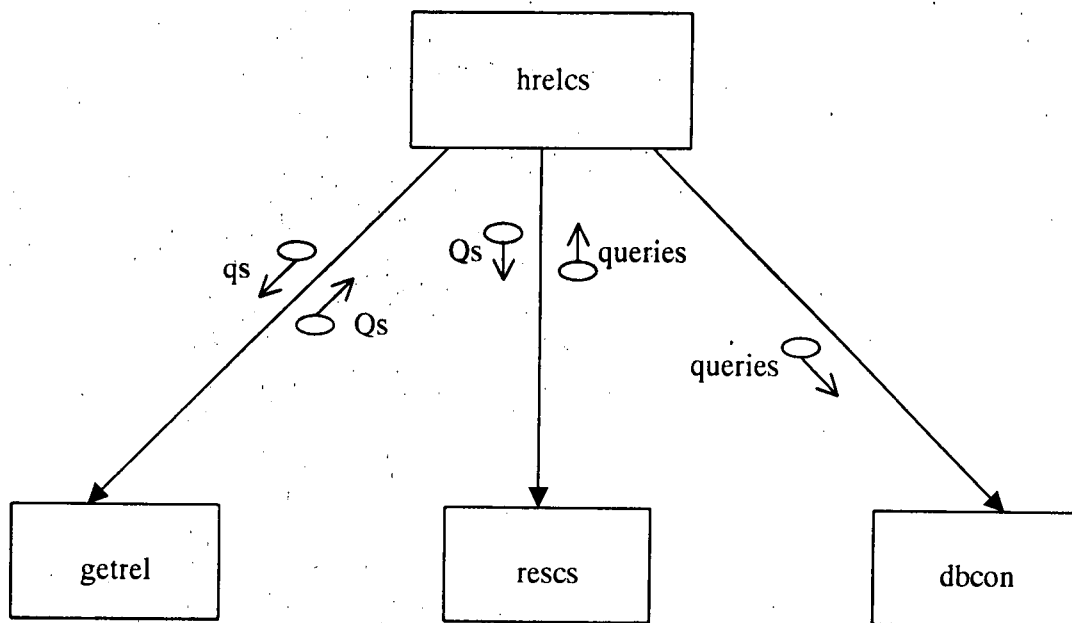 hrelcs
qs
Qs
Qs
queries
queries
getrel
rescs
dbcon